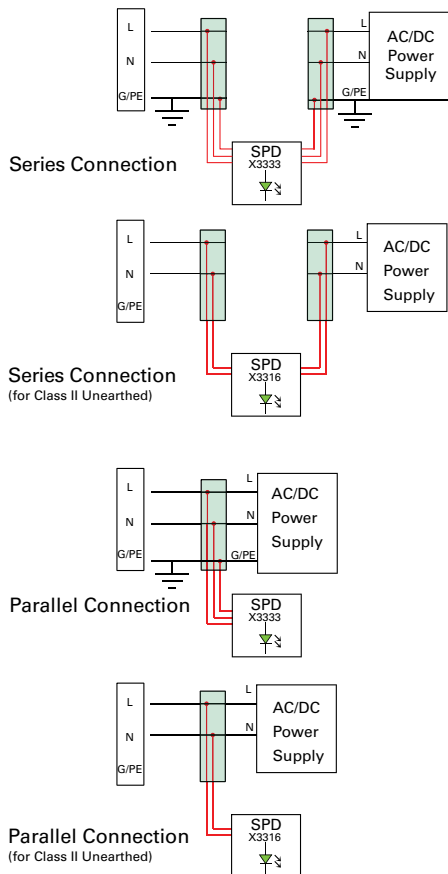 L
L
AC/DC
N
N
Power
Supply
G/PE
G/PE
SPD
X3333
Series Connection
L
L
AC/DC
N
N
Power
Supply
G/PE
SPD
X3316
Series Connection
(for Class II Unearthed)
L
L
AC/DC
N
N
Power
Supply
G/PE
G/PE
SPD
X3333
Parallel Connection
L
L
AC/DC
N
N
Power
Supply
G/PE
SPD
X3316
Parallel Connection
(for Class II Unearthed)